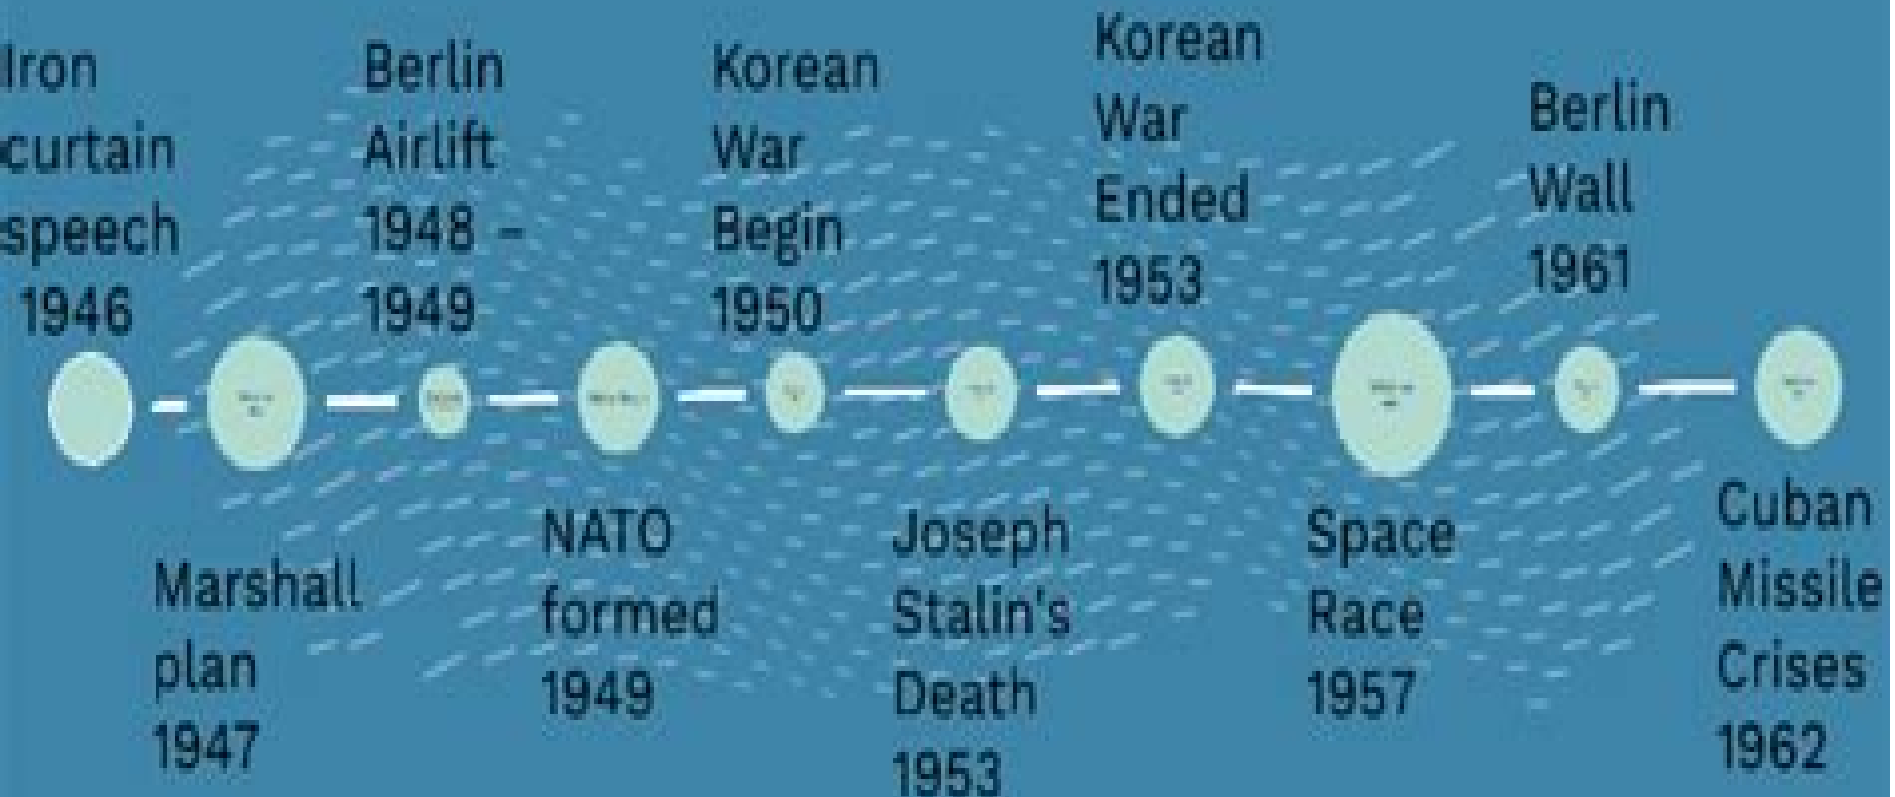 Iron
curtain
speech
1946
Marshall
plan
1947
Berlin
Airlift
1948 –
1949
NATO
formed
1949
Korean
War
Begin
1950
Joseph
Stalin's
Death
1953
Korean
War
Ended
1953
Space
Race
1957
Berlin
Wall
1961
Cuban
Missile
Crises
1962